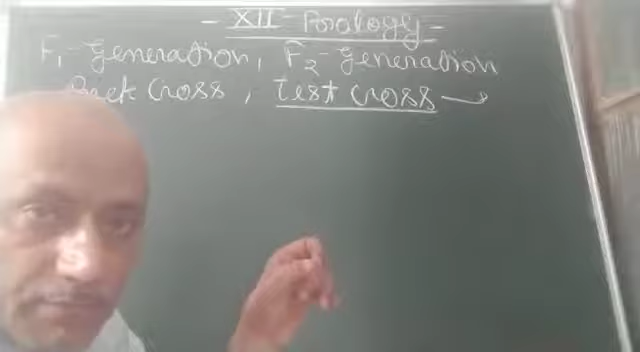 - XII - Biology -
F₁ - Generation, F₂ - Generation
Back Cross, Test cross →